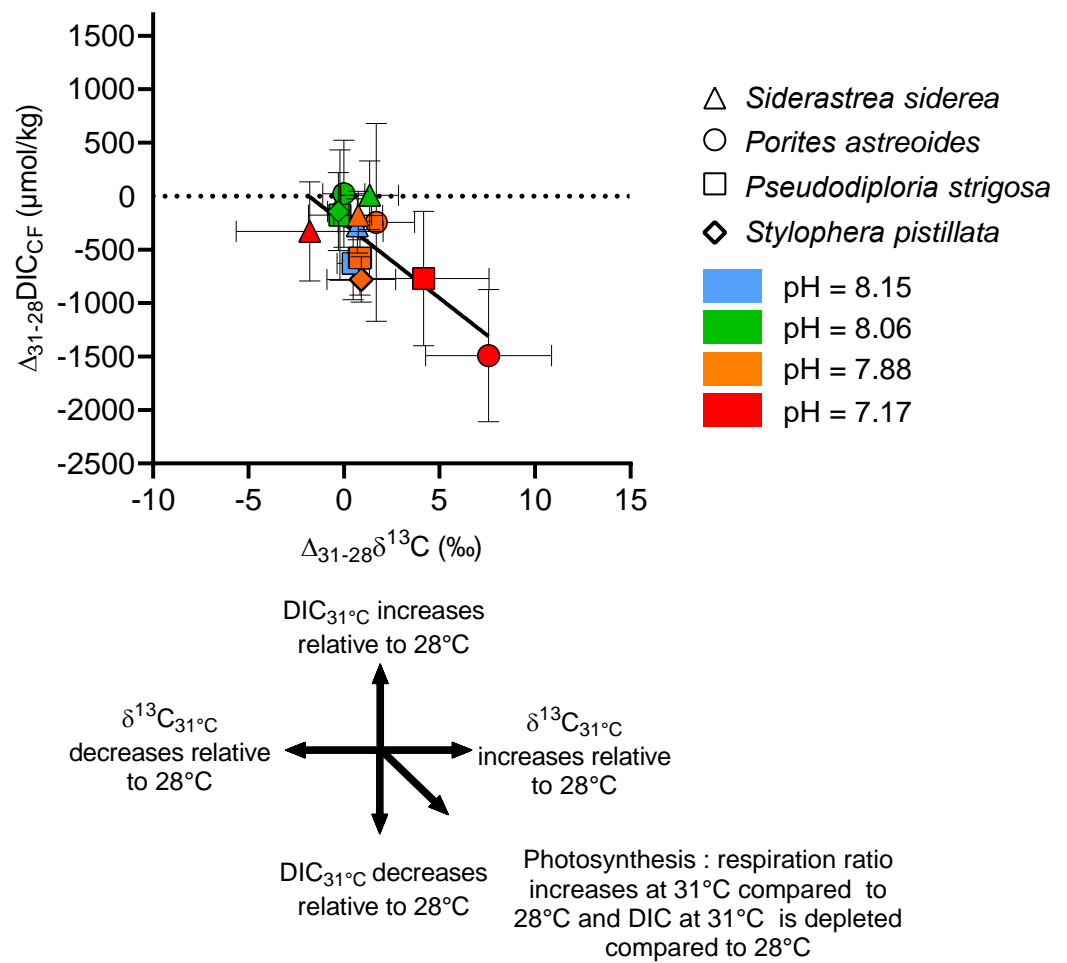 1500
1000
500
0
-500
-1000
-1500
-2000
-2500
Δ31-28DICCF (µmol/kg)
-10 -5 0 5 10 15
Δ31-28δ13C (‰)
Siderastrea siderea
Porites astreoides
Pseudodiploria strigosa
Stylophera pistillata
pH = 8.15
pH = 8.06
pH = 7.88
pH = 7.17
DIC31°C increases
relative to 28°C
δ13C31°C
decreases relative
to 28°C
δ13C31°C
increases relative
to 28°C
DIC31°C decreases
relative to 28°C
Photosynthesis : respiration ratio
increases at 31°C compared to
28°C and DIC at 31°C is depleted
compared to 28°C